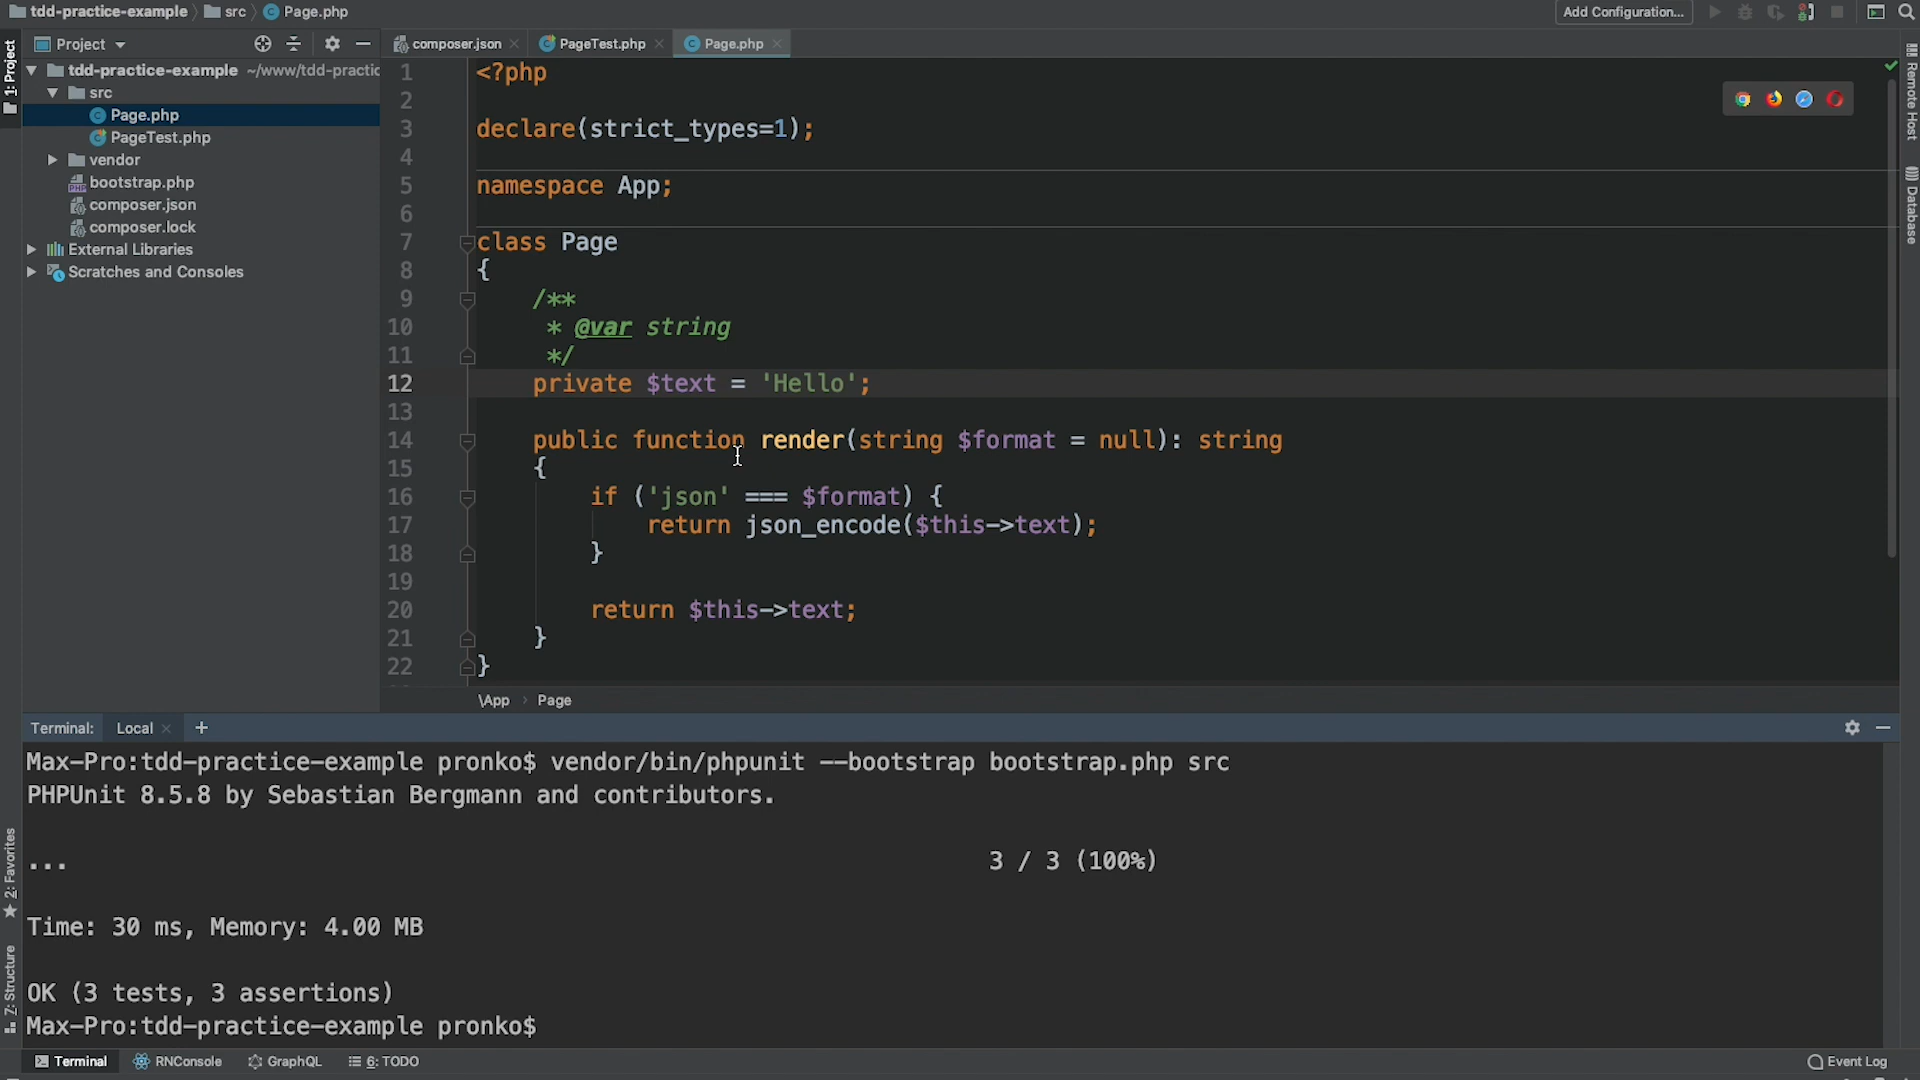 tdd-practice-example src Page.php
Add Configuration...
1: Project
Project
composer.json
PageTest.php
Page.php
tdd-practice-example ~/www/tdd-practic
src
Page.php
PageTest.php
vendor
bootstrap.php
composer.json
composer.lock
External Libraries
Scratches and Consoles
1 <?php
2
3 declare(strict_types=1);
4
5 namespace App;
6
7 class Page
8 {
9 /**
10 * @var string
11 */
12 private $text = 'Hello';
13
14 public function render(string $format = null): string
15 {
16 if ('json' === $format) {
17 return json_encode($this->text);
18 }
19
20 return $this->text;
21 }
22 }
\App Page
Remote Host
Database
Terminal: Local +
Max-Pro:tdd-practice-example pronko$ vendor/bin/phpunit --bootstrap bootstrap.php src
PHPUnit 8.5.8 by Sebastian Bergmann and contributors.
... 3 / 3 (100%)
Time: 30 ms, Memory: 4.00 MB
OK (3 tests, 3 assertions)
Max-Pro:tdd-practice-example pronko$
2: Favorites
7: Structure
Terminal RNConsole GraphQL 6: TODO Event Log